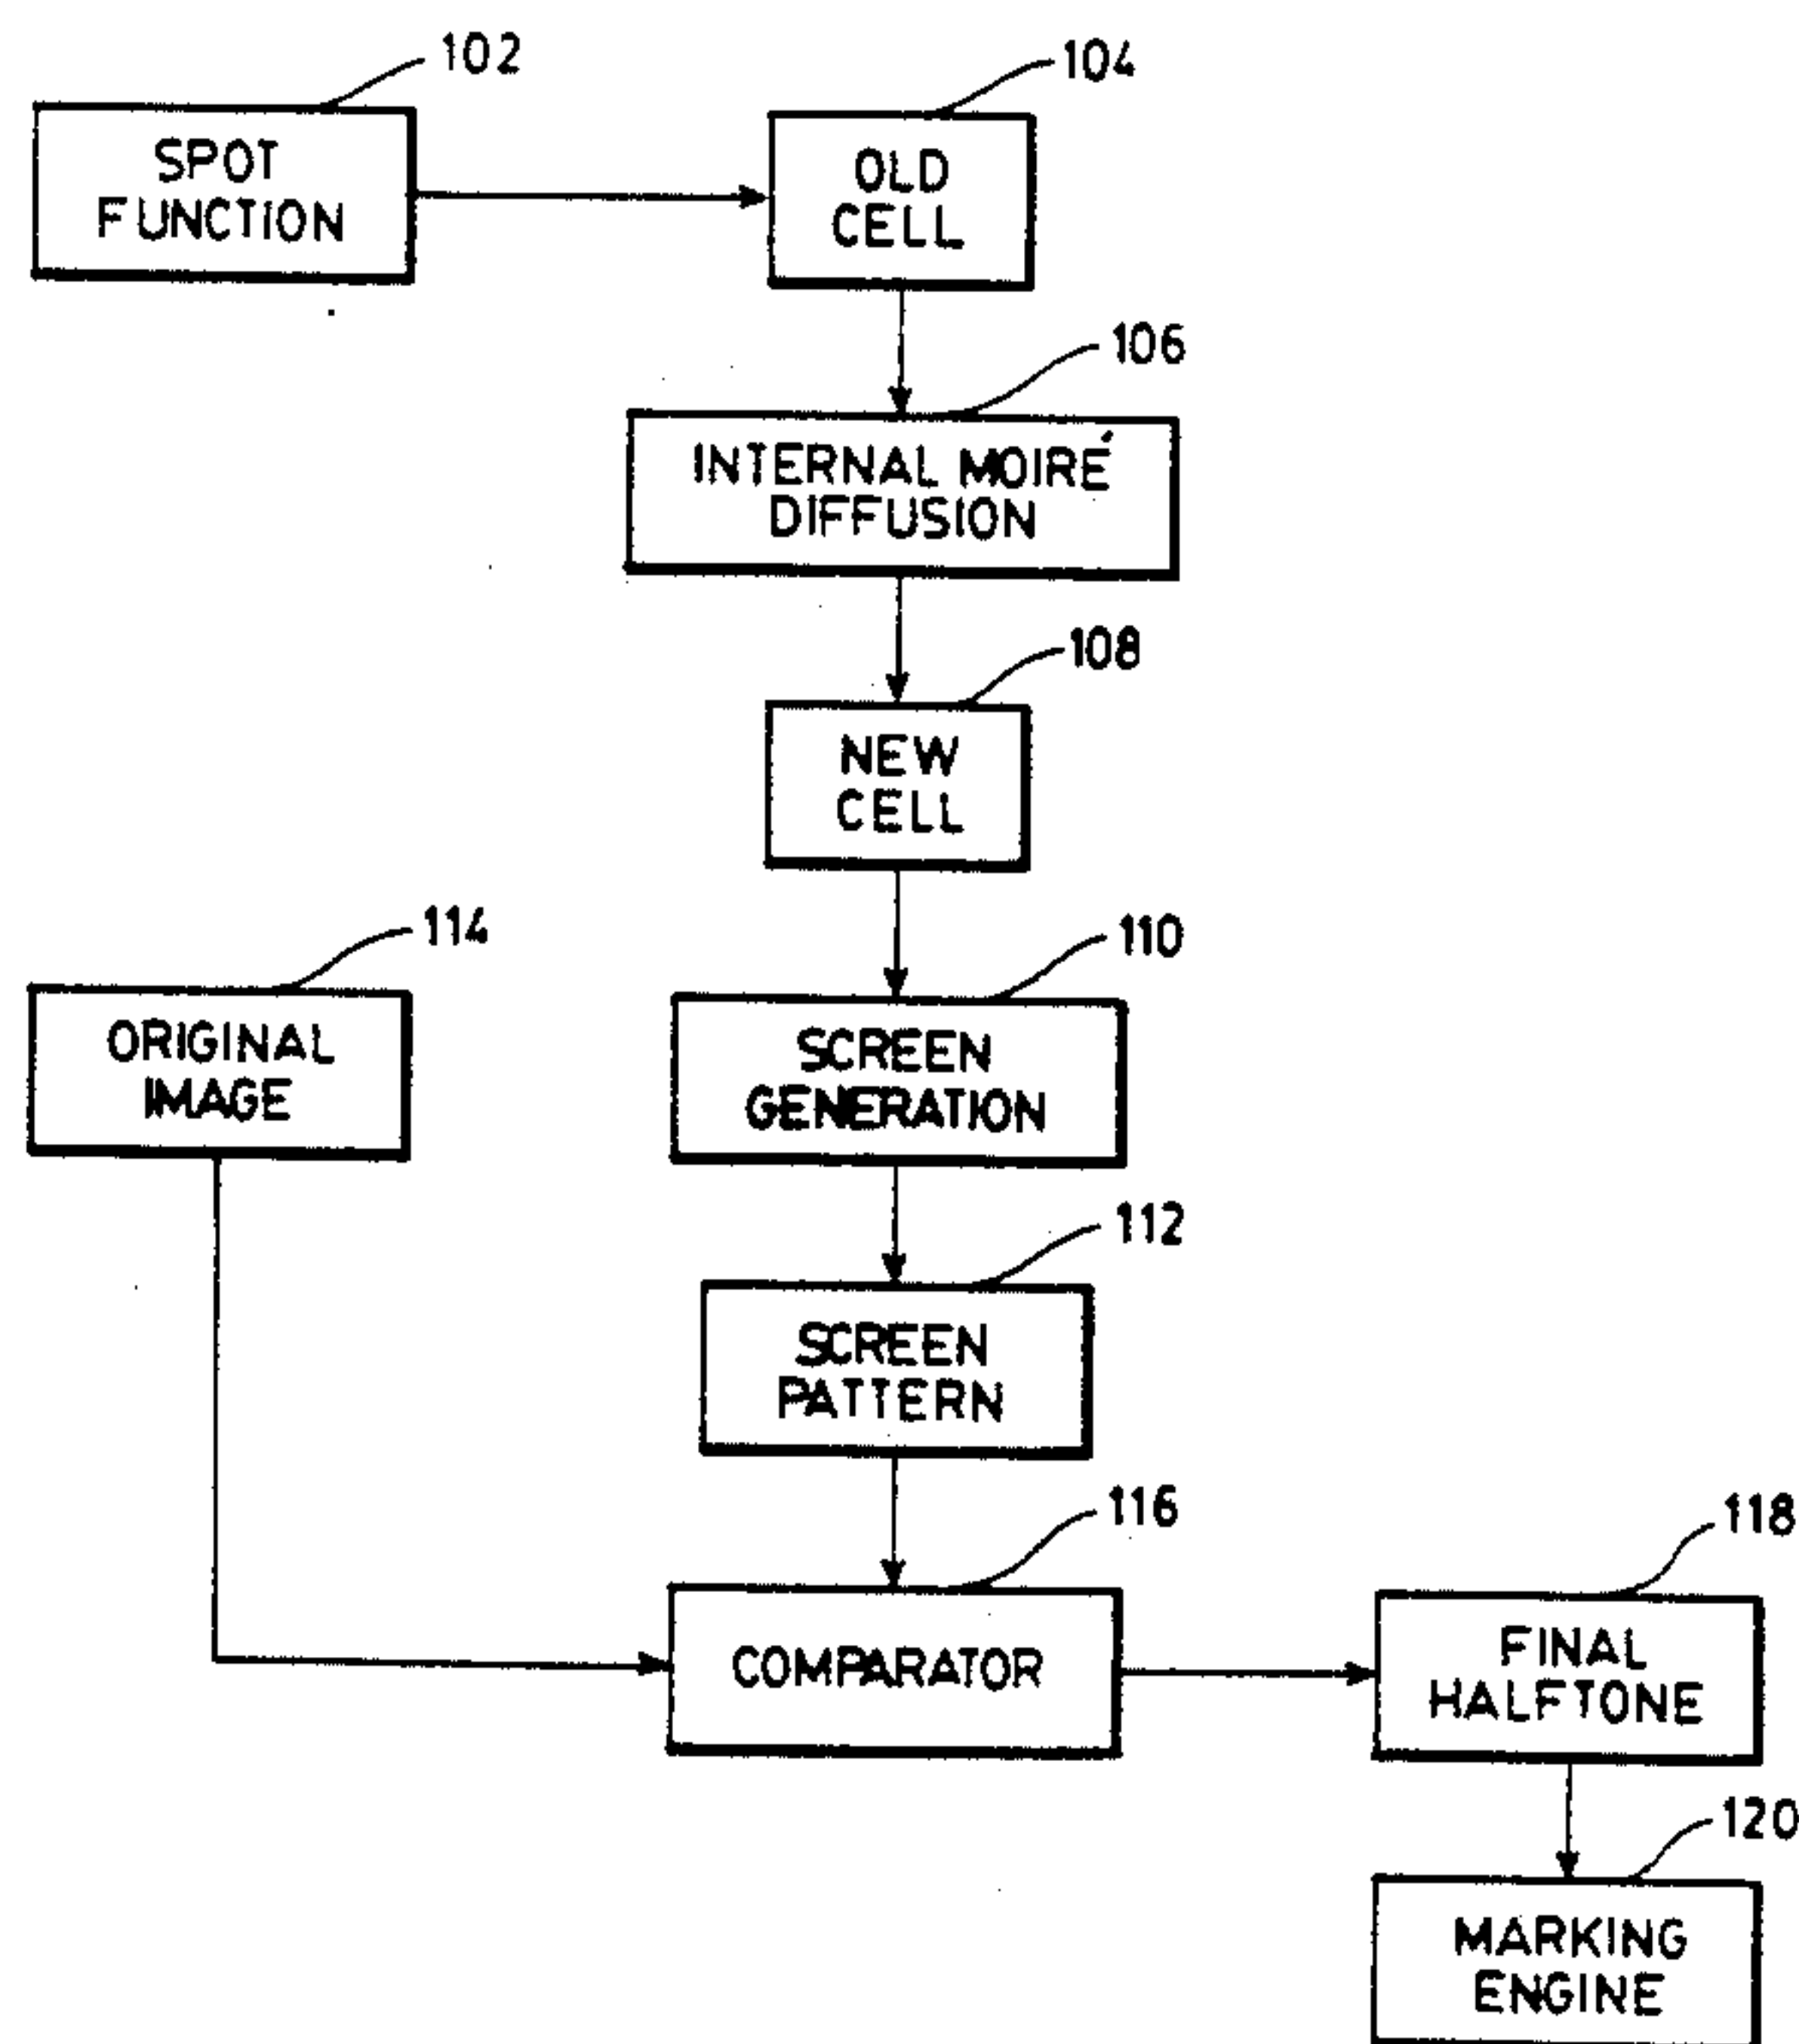 102
SPOT
FUNCTION
104
OLD
CELL
106
INTERNAL MOIRÉ
DIFFUSION
108
NEW
CELL
114
ORIGINAL
IMAGE
110
SCREEN
GENERATION
112
SCREEN
PATTERN
116
COMPARATOR
118
FINAL
HALFTONE
120
MARKING
ENGINE